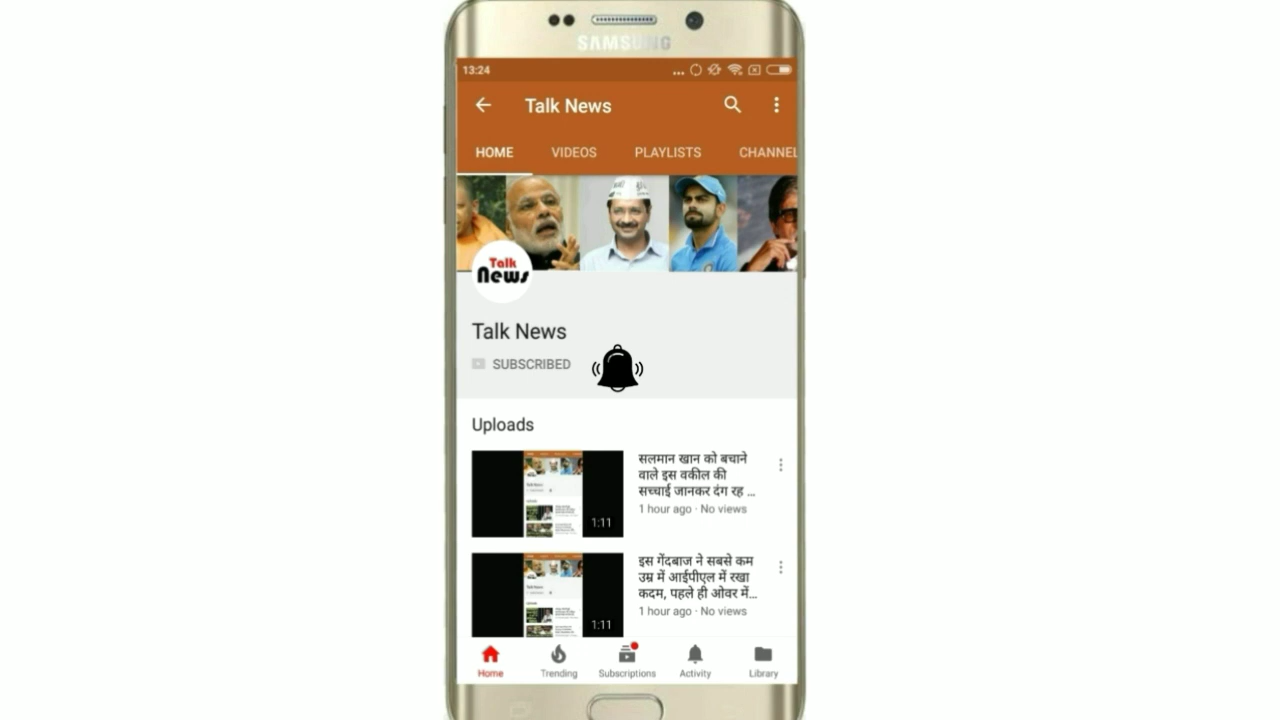 SAMSUNG
13:24
Talk News
HOME VIDEOS PLAYLISTS CHANNEL
Talk
News
Talk News
SUBSCRIBED
Uploads
सलमान खान को बचाने
वाले इस वकील की
सच्चाई जानकर दंग रह ...
1 hour ago · No views
1:11
इस गेंदबाज ने सबसे कम
उम्र में आईपीएल में रखा
कदम, पहले ही ओवर में...
1 hour ago · No views
1:11
Home Trending Subscriptions Activity Library